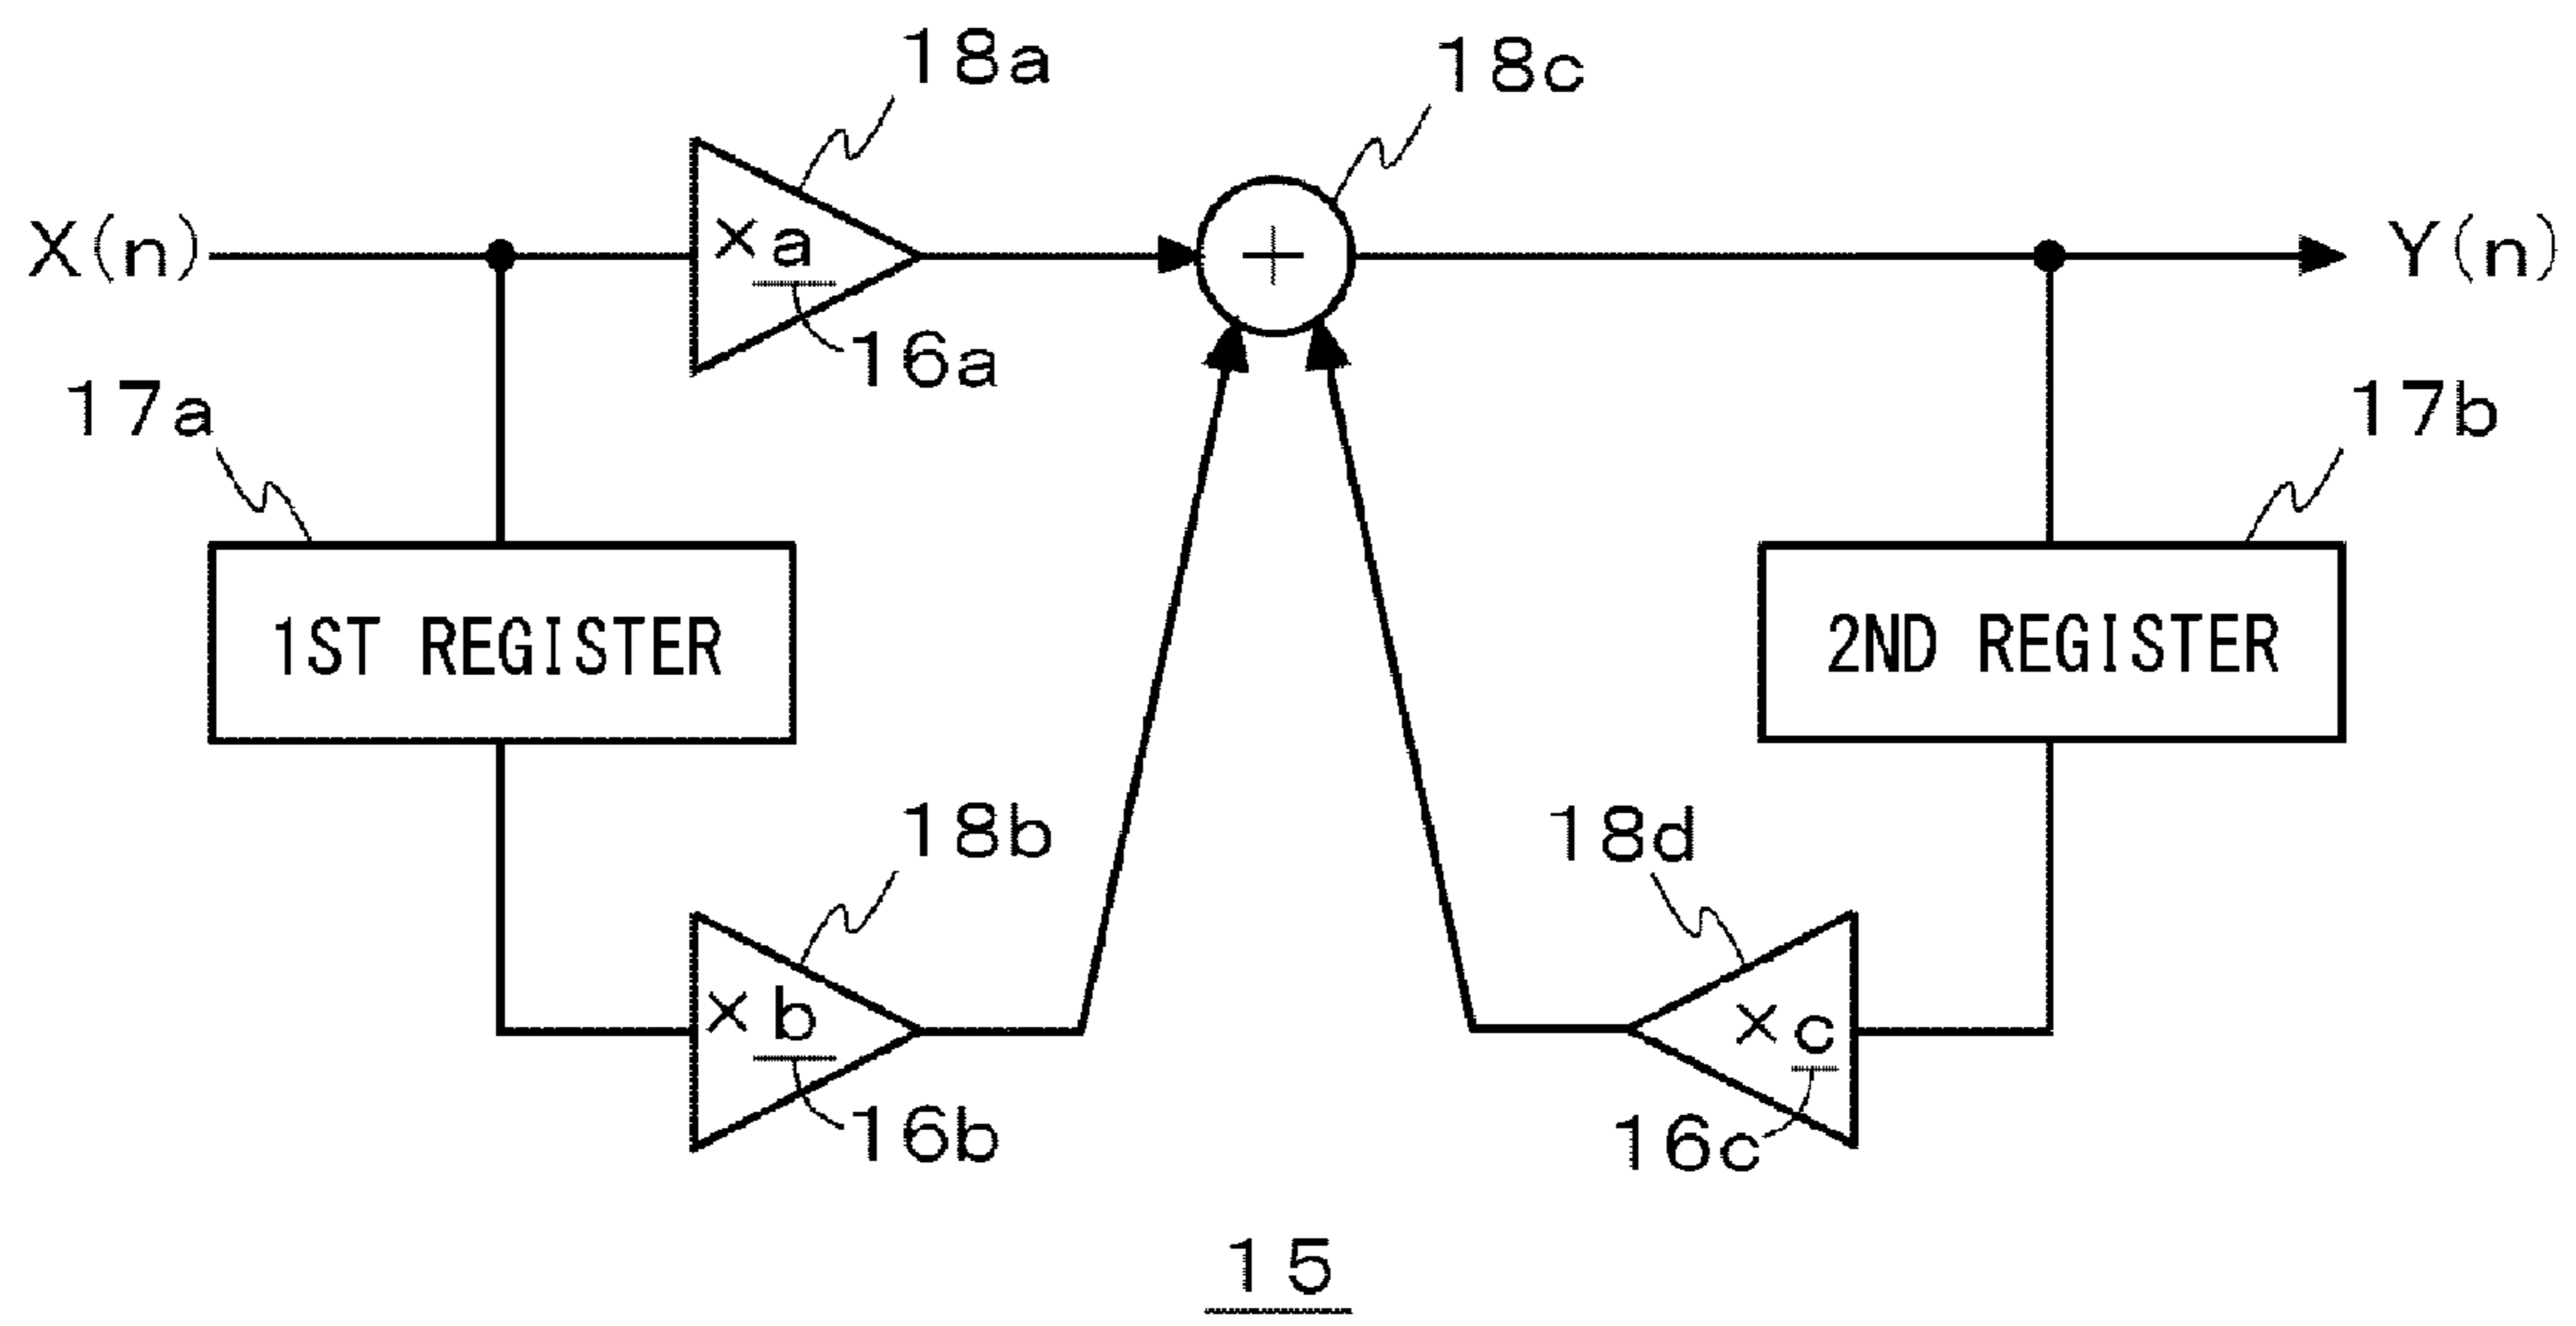 18a
18c
X(n)
×a
+
Y(n)
16a
17a
17b
1ST REGISTER
2ND REGISTER
18b
18d
×b
×c
16b
16c
15